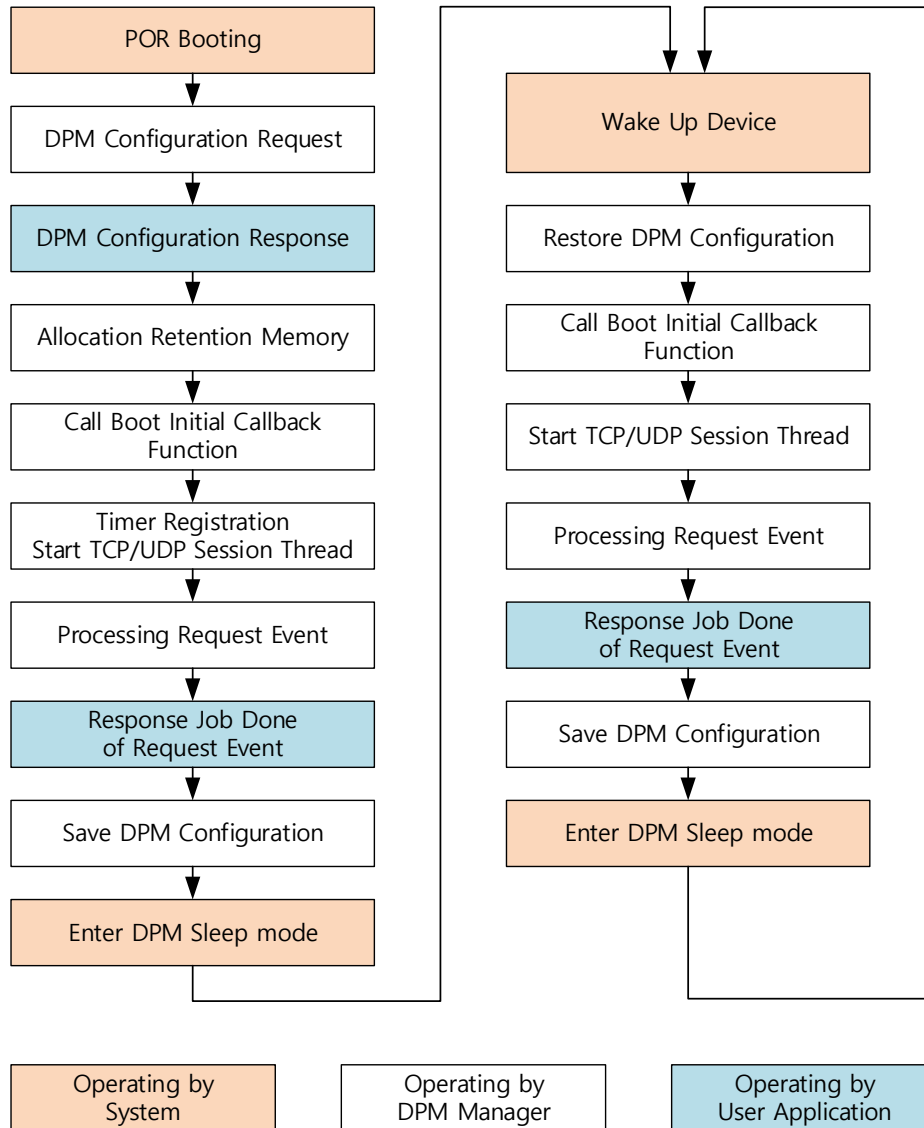 POR Booting
DPM Configuration Request
DPM Configuration Response
Allocation Retention Memory
Call Boot Initial Callback
Function
Timer Registration
Start TCP/UDP Session Thread
Processing Request Event
Response Job Done
of Request Event
Save DPM Configuration
Enter DPM Sleep mode
Wake Up Device
Restore DPM Configuration
Call Boot Initial Callback
Function
Start TCP/UDP Session Thread
Processing Request Event
Response Job Done
of Request Event
Save DPM Configuration
Enter DPM Sleep mode
Operating by
System
Operating by
DPM Manager
Operating by
User Application